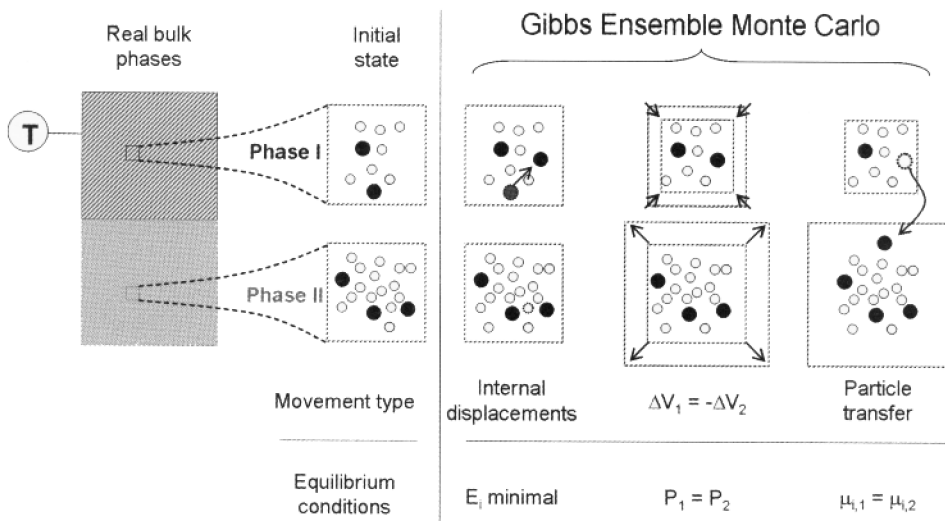 Gibbs Ensemble Monte Carlo
Real bulk
phases
Initial
state
T
Phase I
Phase II
Movement type
Internal
displacements
ΔV₁ = -ΔV₂
Particle
transfer
Equilibrium
conditions
Eᵢ minimal
P₁ = P₂
μᵢ,₁ = μᵢ,₂